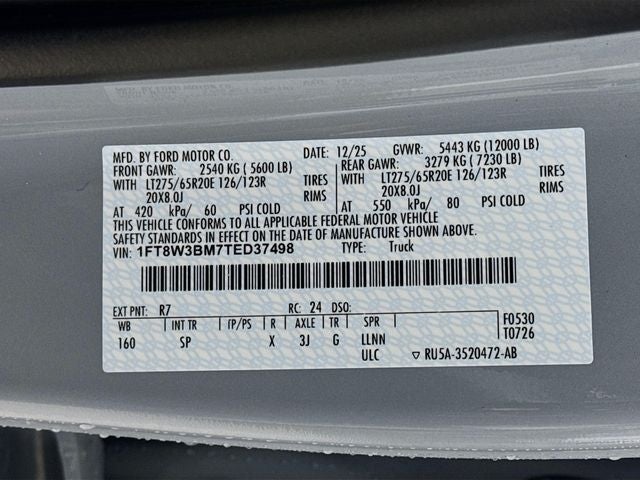 MFD. BY FORD MOTOR CO. DATE: 12/25 GVWR: 5443 KG (12000 LB)
FRONT GAWR: 2540 KG (5600 LB) REAR GAWR: 3279 KG (7230 LB)
WITH LT275/65R20E 126/123R TIRES WITH LT275/65R20E 126/123R TIRES
20X8.0J RIMS 20X8.0J RIMS
AT 420 kPa/ 60 PSI COLD AT 550 kPa/ 80 PSI COLD
THIS VEHICLE CONFORMS TO ALL APPLICABLE FEDERAL MOTOR VEHICLE
SAFETY STANDARDS IN EFFECT ON THE DATE OF MANUFACTURE SHOWN ABOVE.
VIN: 1FT8W3BM7TED37498 TYPE: Truck
EXT PNT: R7 RC: 24 DSO: F0530
WB INT TR TP/PS R AXLE TR SPR T0726
160 SP X 3J G LLNN
ULC ▽ RU5A-3520472-AB